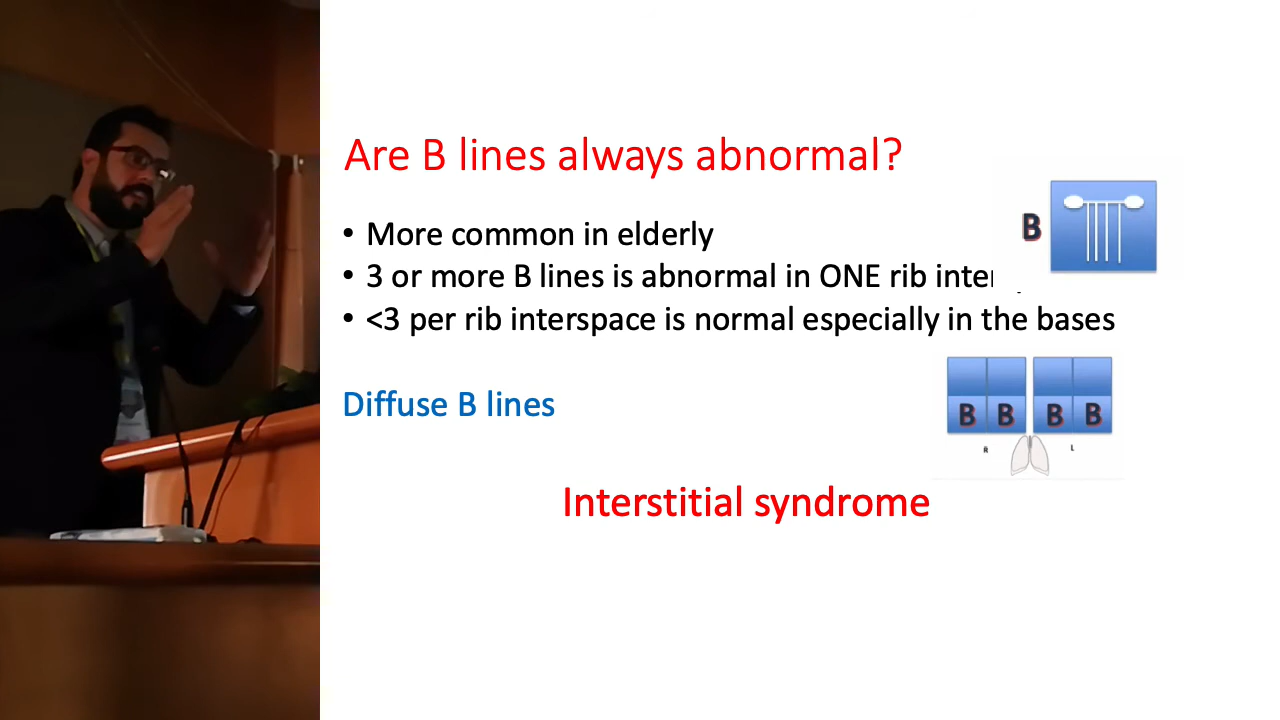 Are B lines always abnormal?
• More common in elderly
• 3 or more B lines is abnormal in ONE rib inter
• <3 per rib interspace is normal especially in the bases
B
Diffuse B lines
B B B B
R L
Interstitial syndrome